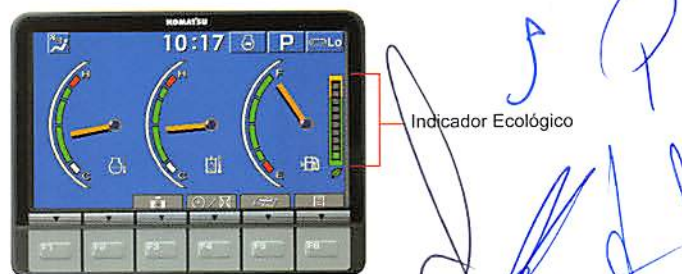 KOMATSU
10:17 P Lo
H H F
Indicador Ecológico
C C E
F1 F2 F3 F4 F5 F6